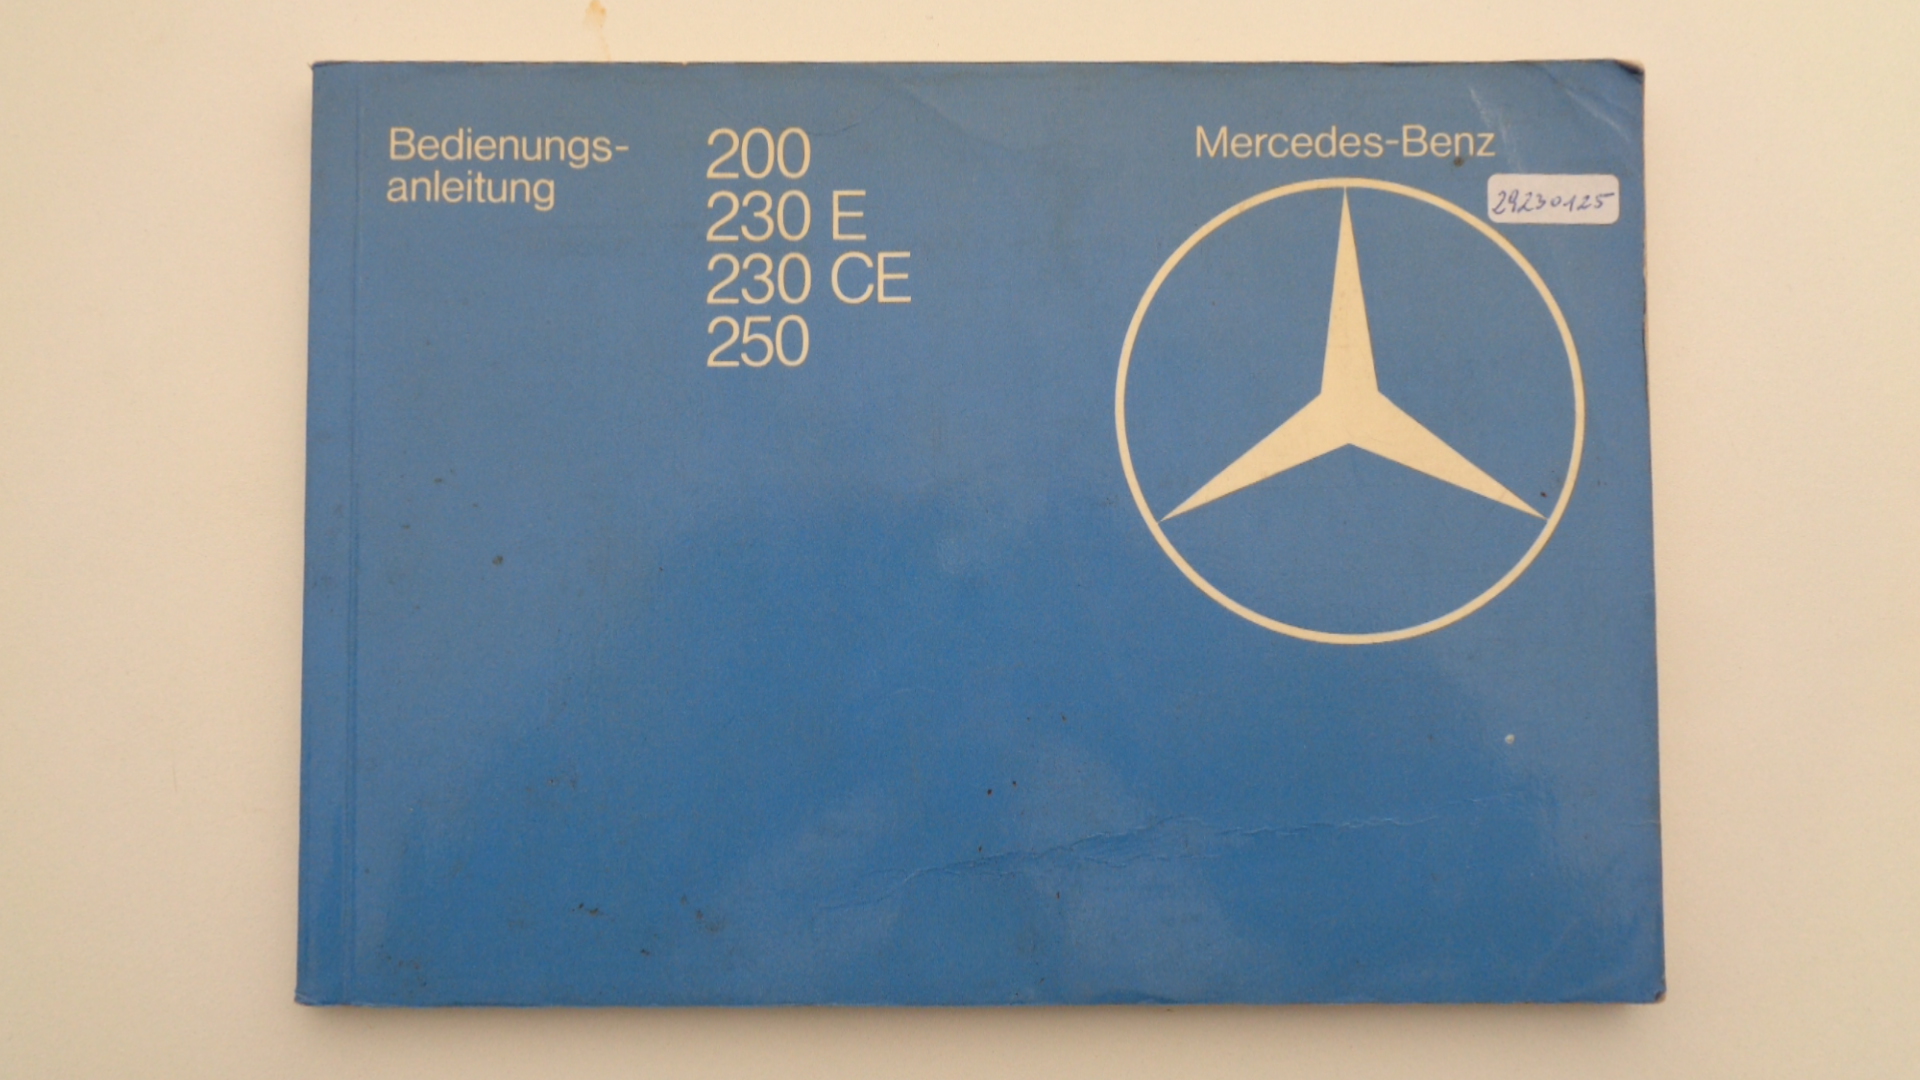 Bedienungs-
anleitung
200
230 E
230 CE
250
Mercedes-Benz
29230125